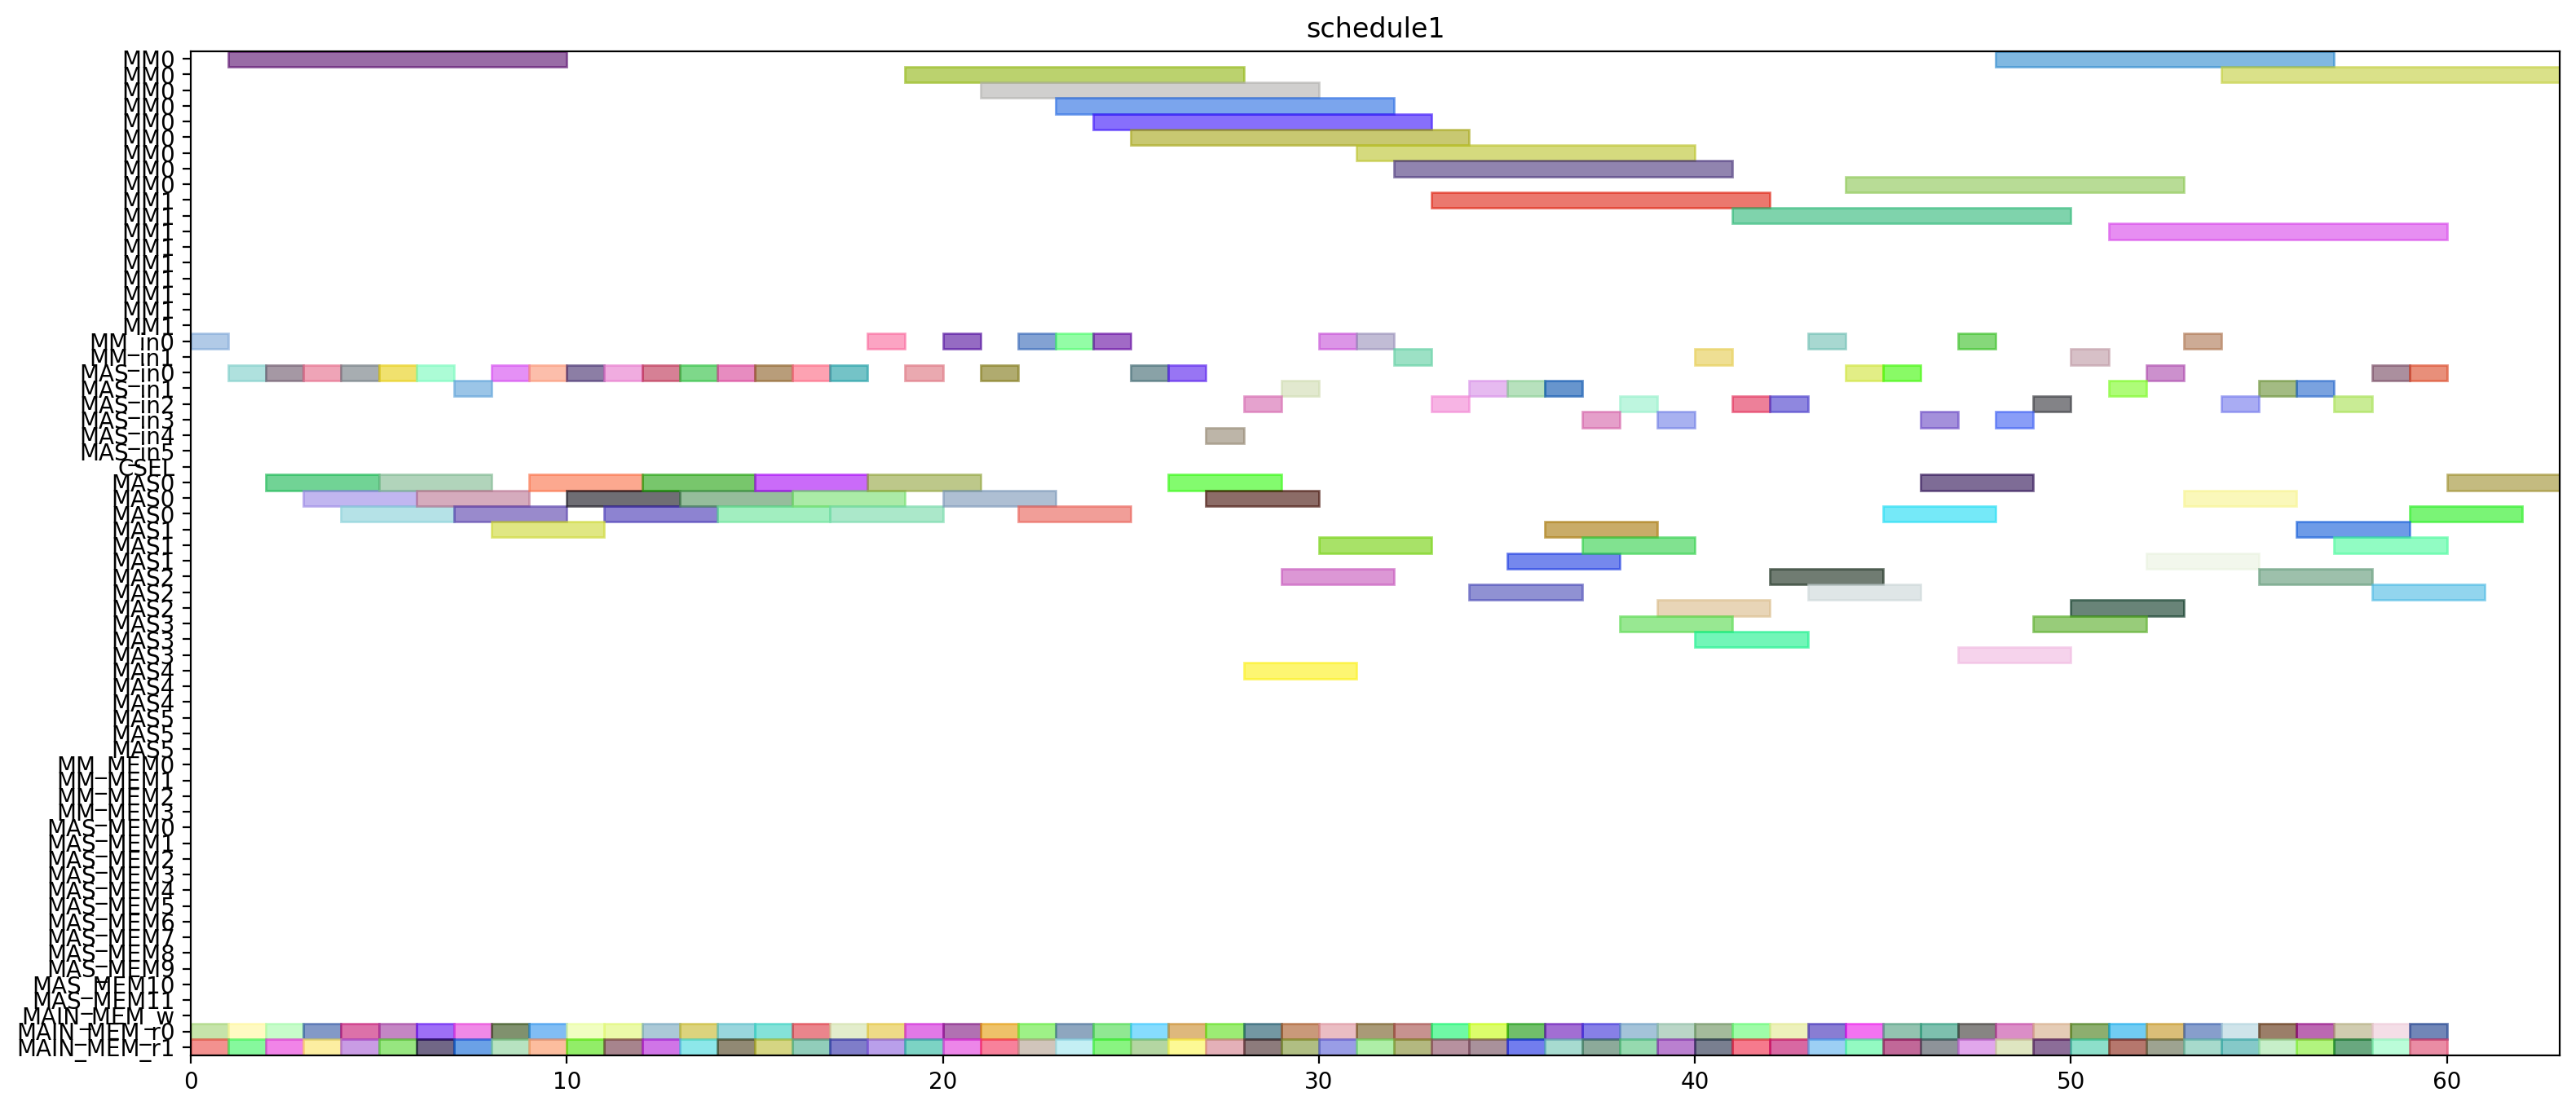 schedule1
MM0
MM0
MM0
MM0
MM0
MM0
MM0
MM0
MM0
MM1
MM1
MM1
MM1
MM1
MM1
MM1
MM1
MM1
MM_in0
MM_in1
MAS_in0
MAS_in1
MAS_in2
MAS_in3
MAS_in4
MAS_in5
CSEL
MAS0
MAS0
MAS0
MAS1
MAS1
MAS1
MAS2
MAS2
MAS2
MAS3
MAS3
MAS3
MAS4
MAS4
MAS4
MAS5
MAS5
MAS5
MM_MEM0
MM_MEM1
MM_MEM2
MM_MEM3
MAS_MEM0
MAS_MEM1
MAS_MEM2
MAS_MEM3
MAS_MEM4
MAS_MEM5
MAS_MEM6
MAS_MEM7
MAS_MEM8
MAS_MEM9
MAS_MEM10
MAS_MEM11
MAIN_MEM_w
MAIN_MEM_r0
MAIN_MEM_r1
0 10 20 30 40 50 60